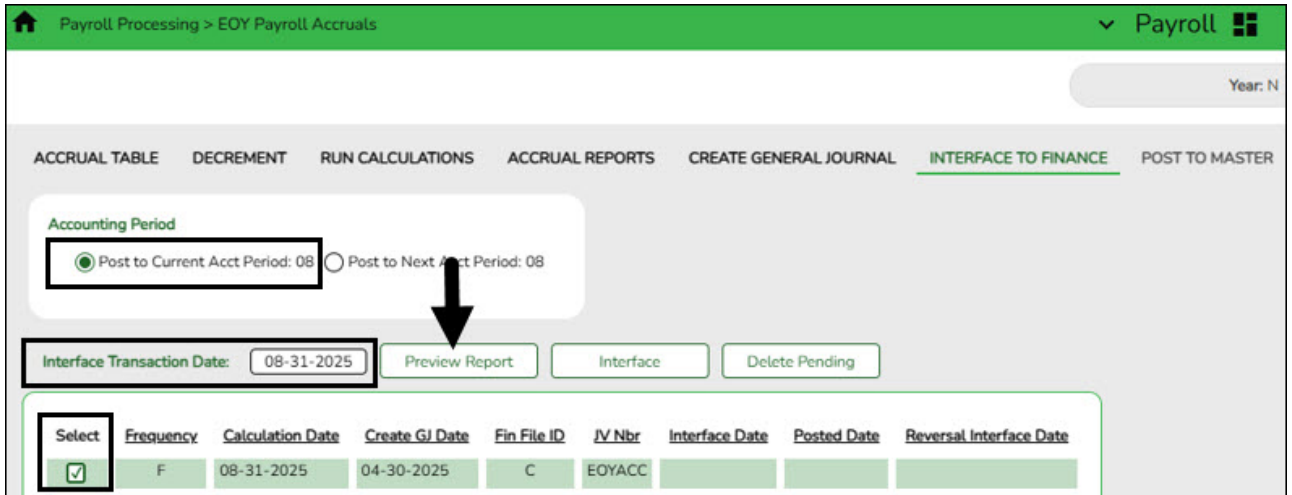 Payroll Processing > EOY Payroll Accruals
Payroll
Year: N
ACCRUAL TABLE DECREMENT RUN CALCULATIONS ACCRUAL REPORTS CREATE GENERAL JOURNAL INTERFACE TO FINANCE POST TO MASTER
Accounting Period
Post to Current Acct Period: 08 Post to Next Acct Period: 08
Interface Transaction Date: 08-31-2025 Preview Report Interface Delete Pending
Select Frequency Calculation Date Create GJ Date Fin File ID JV Nbr Interface Date Posted Date Reversal Interface Date
F 08-31-2025 04-30-2025 C EOYACC